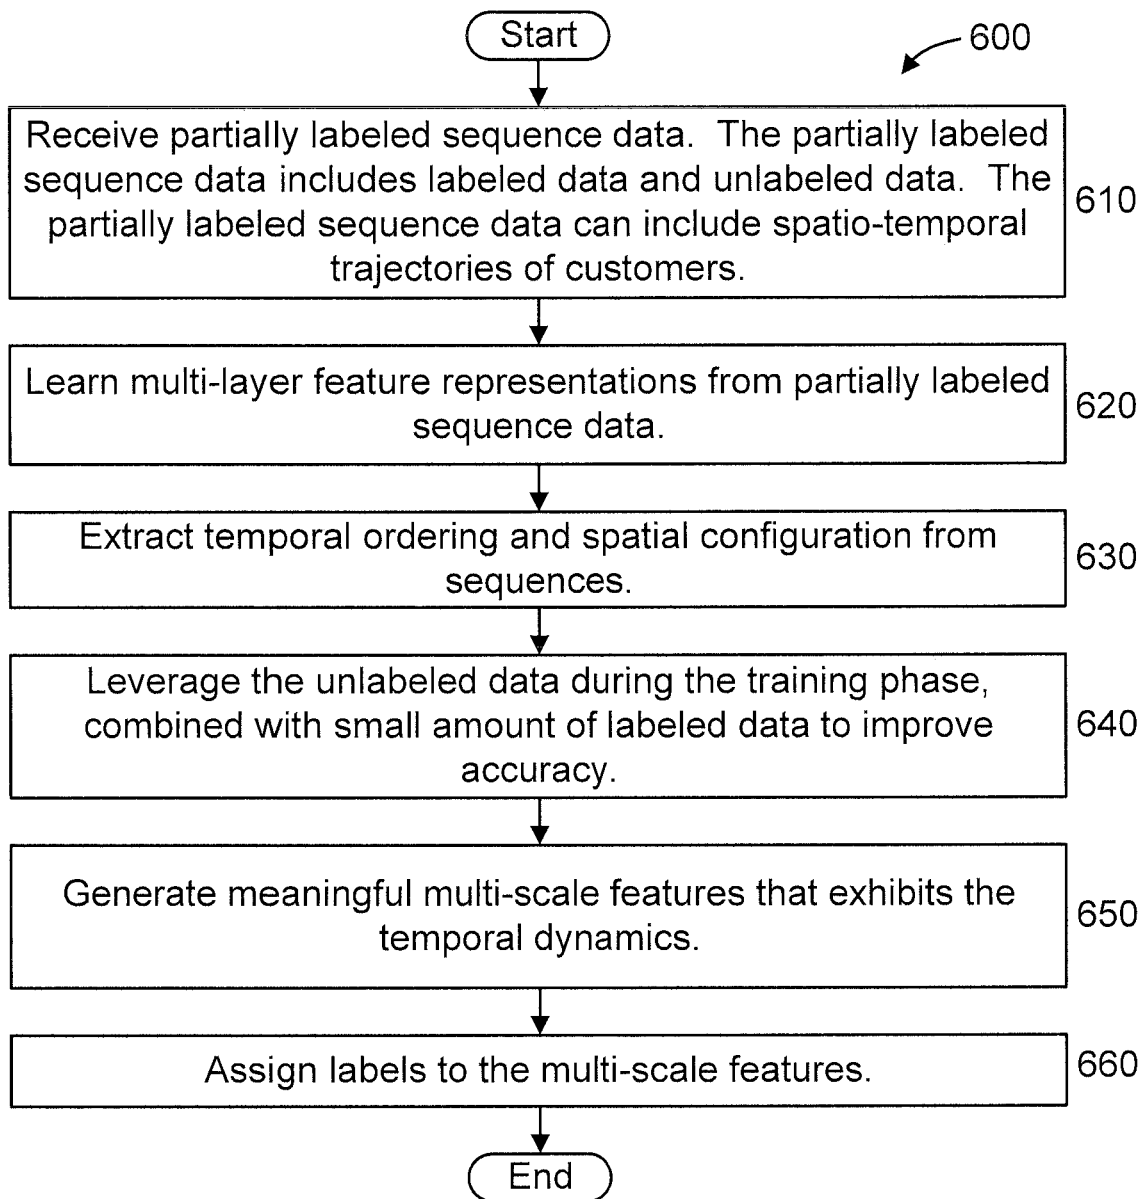 Start
600
Receive partially labeled sequence data. The partially labeled
sequence data includes labeled data and unlabeled data. The
partially labeled sequence data can include spatio-temporal
trajectories of customers.
610
Learn multi-layer feature representations from partially labeled
sequence data.
620
Extract temporal ordering and spatial configuration from
sequences.
630
Leverage the unlabeled data during the training phase,
combined with small amount of labeled data to improve
accuracy.
640
Generate meaningful multi-scale features that exhibits the
temporal dynamics.
650
Assign labels to the multi-scale features.
660
End